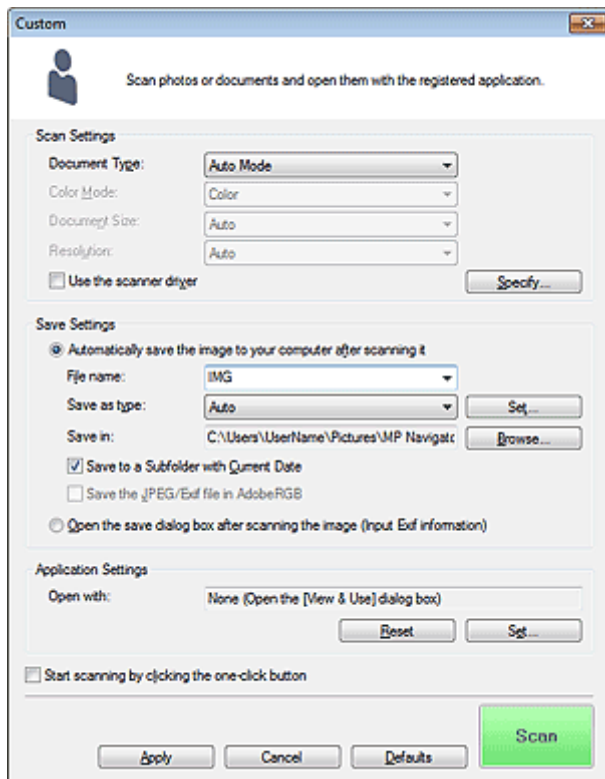 Custom
Scan photos or documents and open them with the registered application.
Scan Settings
Document Type: Auto Mode
Color Mode: Color
Document Size: Auto
Resolution: Auto
Use the scanner driver Specify...
Save Settings
Automatically save the image to your computer after scanning it
File name: IMG
Save as type: Auto Set...
Save in: C:\Users\UserName\Pictures\MP Navigato Browse...
Save to a Subfolder with Current Date
Save the JPEG/Exif file in AdobeRGB
Open the save dialog box after scanning the image (Input Exif information)
Application Settings
Open with: None (Open the [View & Use] dialog box)
Reset Set...
Start scanning by clicking the one-click button
Scan
Apply Cancel Defaults